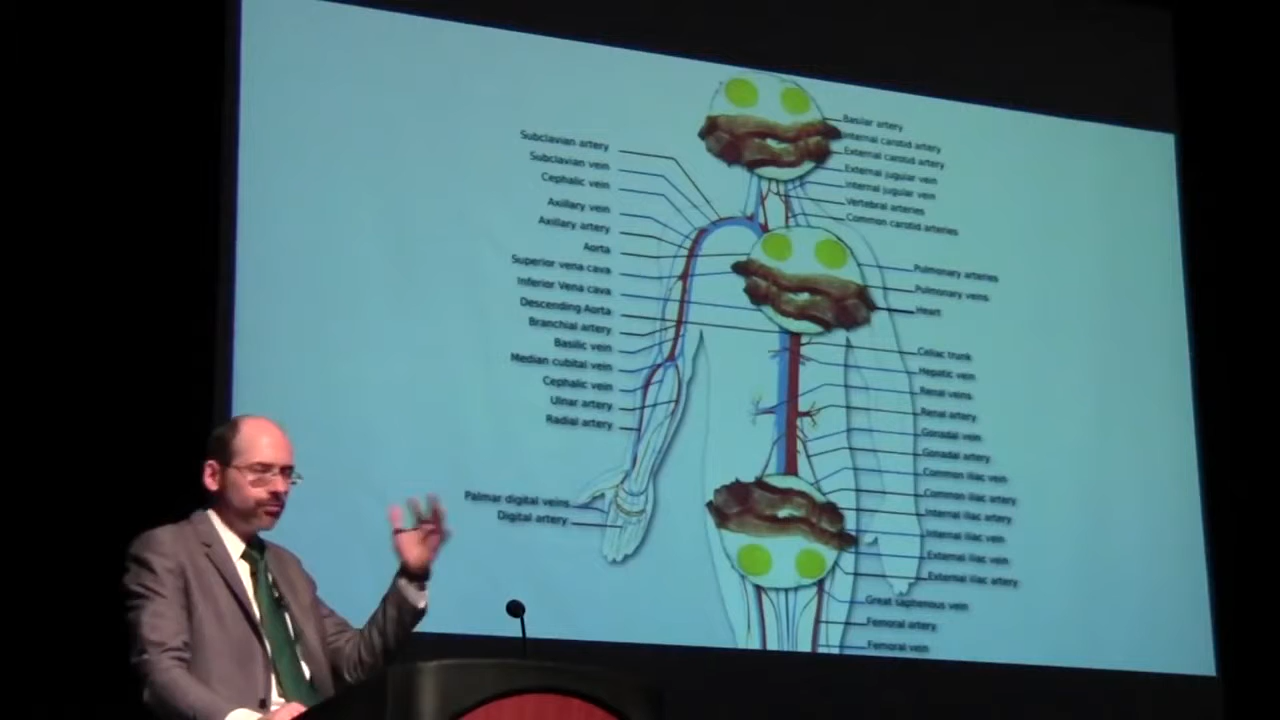 Subclavian artery
Subclavian vein
Cephalic vein
Axillary vein
Axillary artery
Aorta
Superior vena cava
Inferior Vena cava
Descending Aorta
Branchial artery
Basilic vein
Median cubital vein
Cephalic vein
Ulnar artery
Radial artery
Palmar digital veins
Digital artery
Basilar artery
Internal carotid artery
External carotid artery
External jugular vein
Internal jugular vein
Vertebral arteries
Common carotid arteries
Pulmonary arteries
Pulmonary veins
Heart
Celiac trunk
Hepatic vein
Renal veins
Renal artery
Gonadal vein
Gonadal artery
Common iliac vein
Common iliac artery
Internal iliac artery
Internal iliac vein
External iliac vein
External iliac artery
Great saphenous vein
Femoral artery
Femoral vein